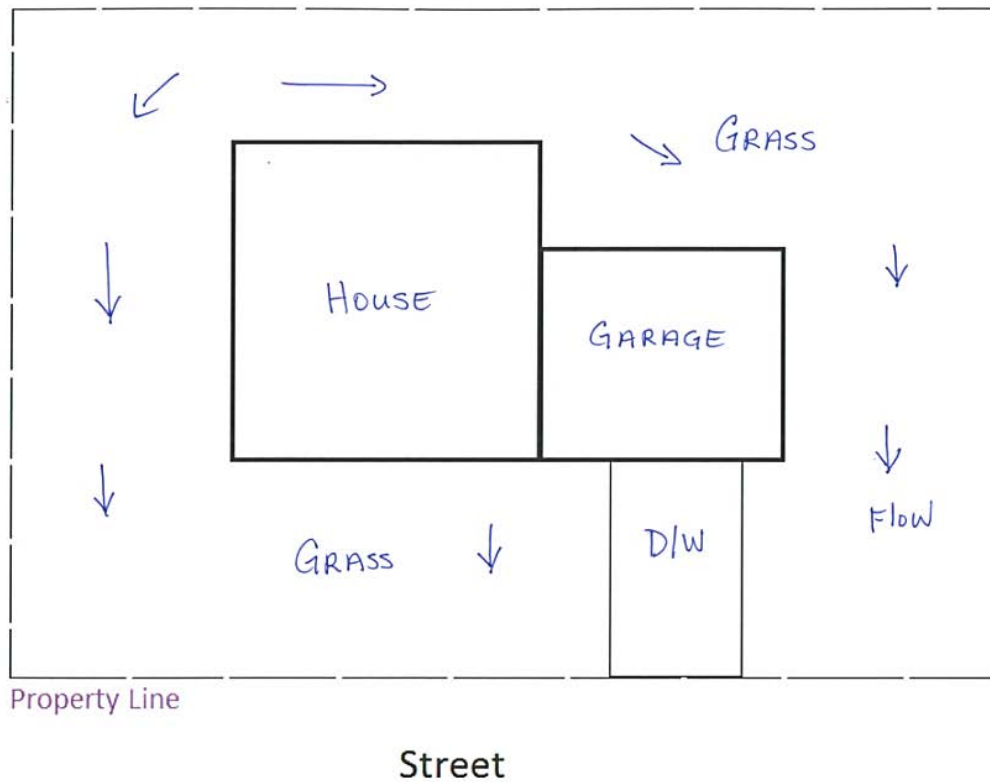 GRASS
HOUSE
GARAGE
FlOW
D/W
GRASS
Property Line
Street